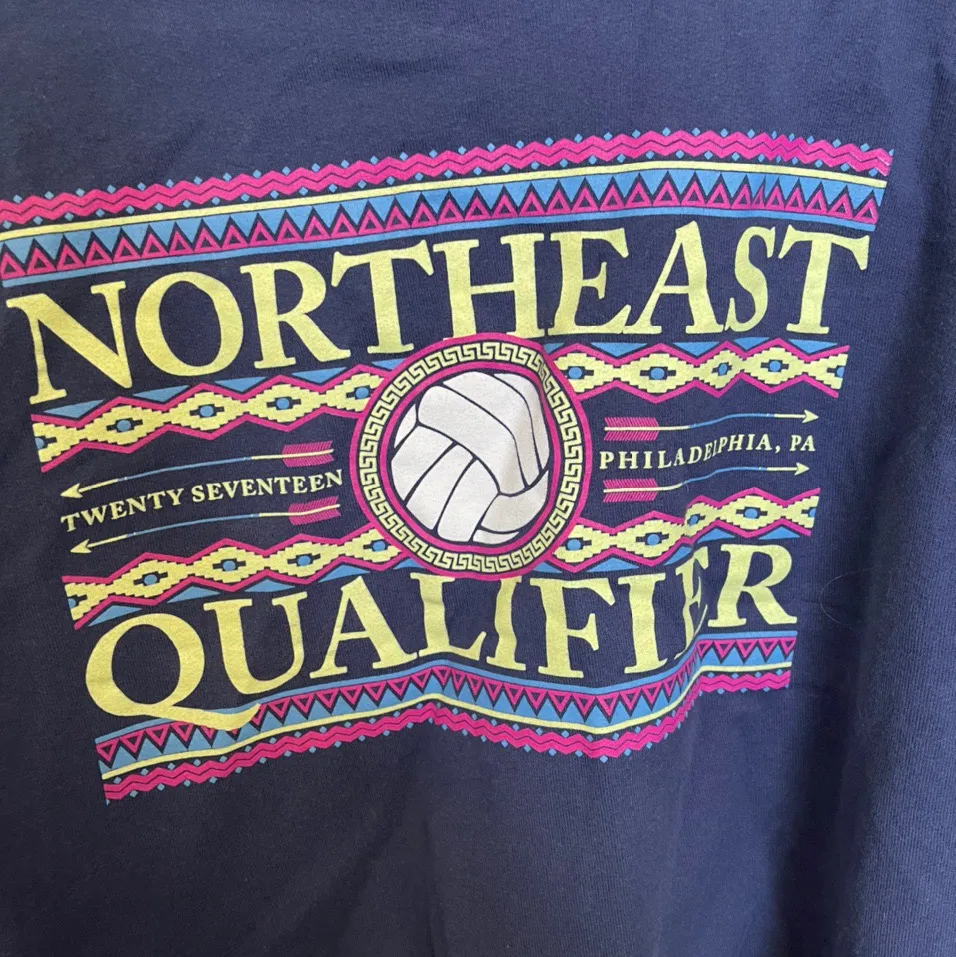 NORTHEAST
TWENTY SEVENTEEN
PHILADELPHIA, PA
QUALIFIER